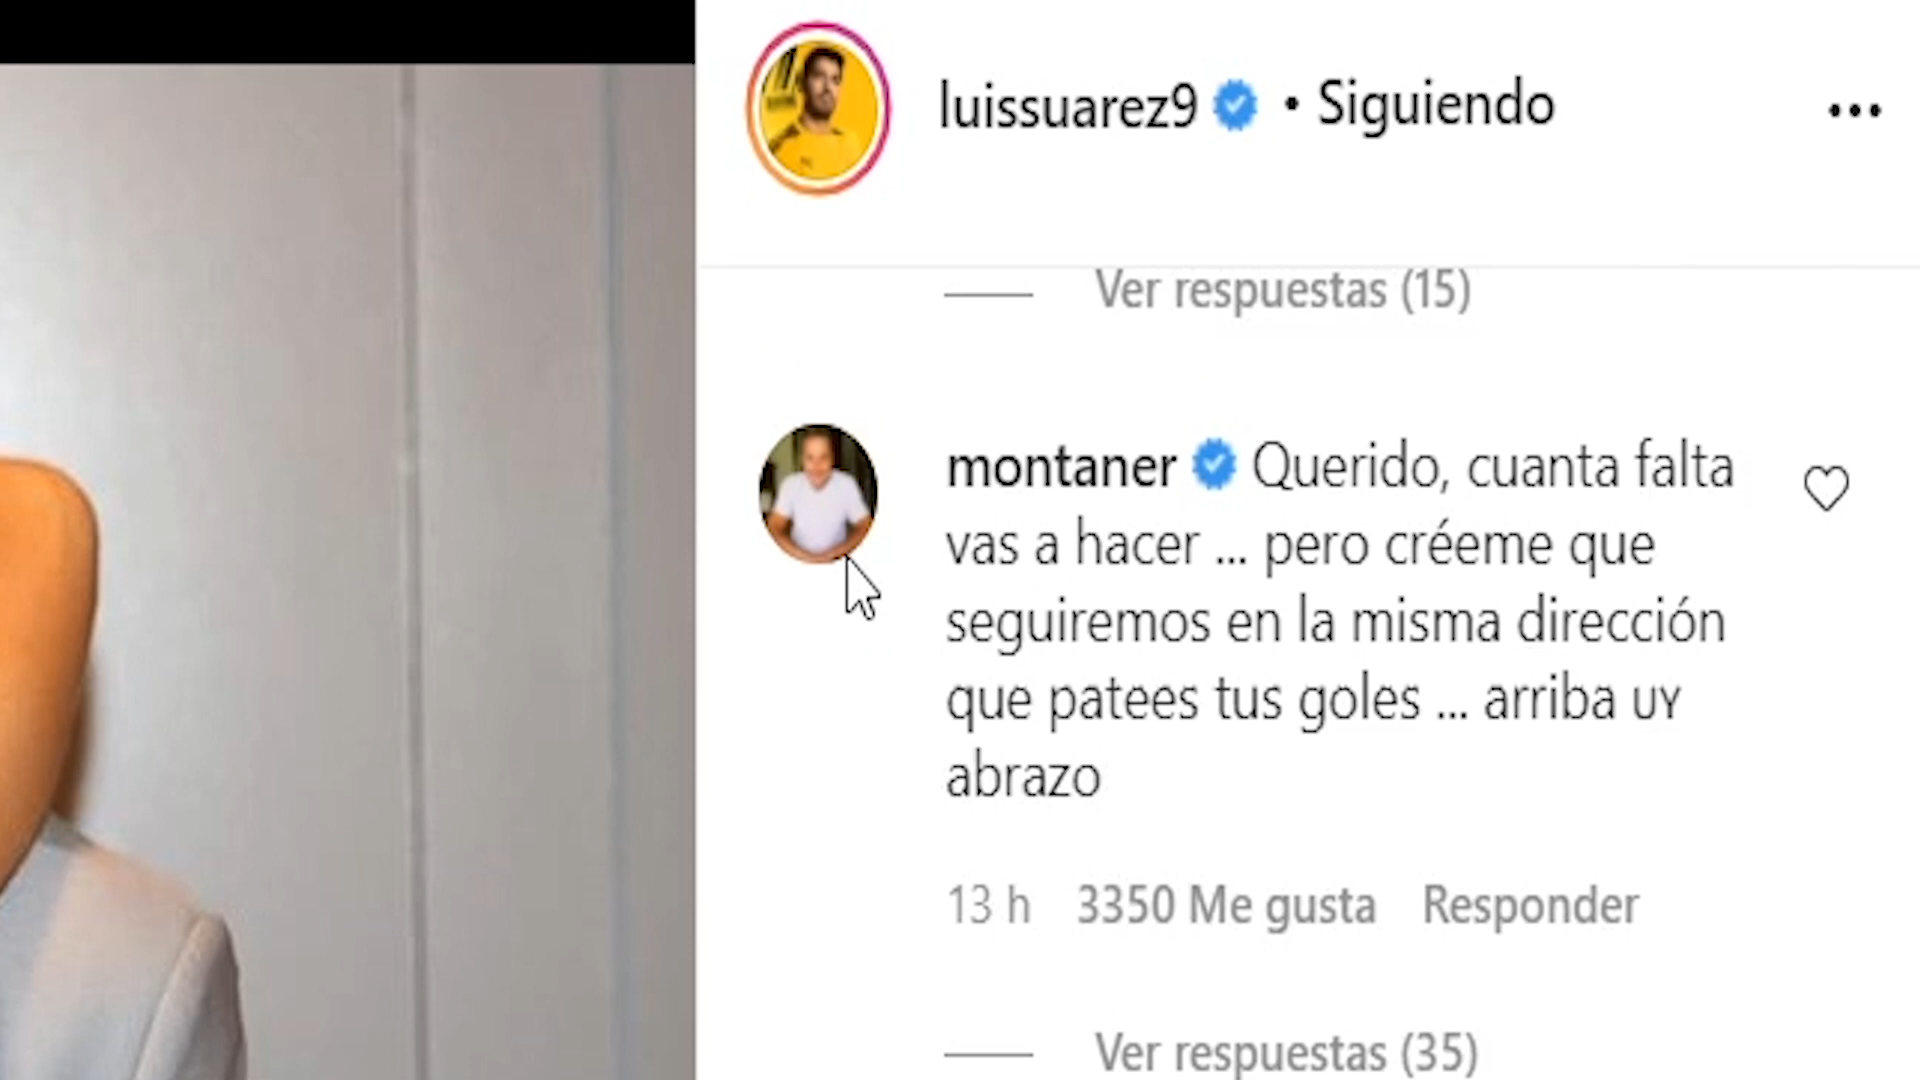 luissuarez9 • Siguiendo
Ver respuestas (15)
montaner Querido, cuanta falta
vas a hacer ... pero créeme que
seguiremos en la misma dirección
que patees tus goles ... arriba UY
abrazo
13 h 3350 Me gusta Responder
Ver respuestas (35)